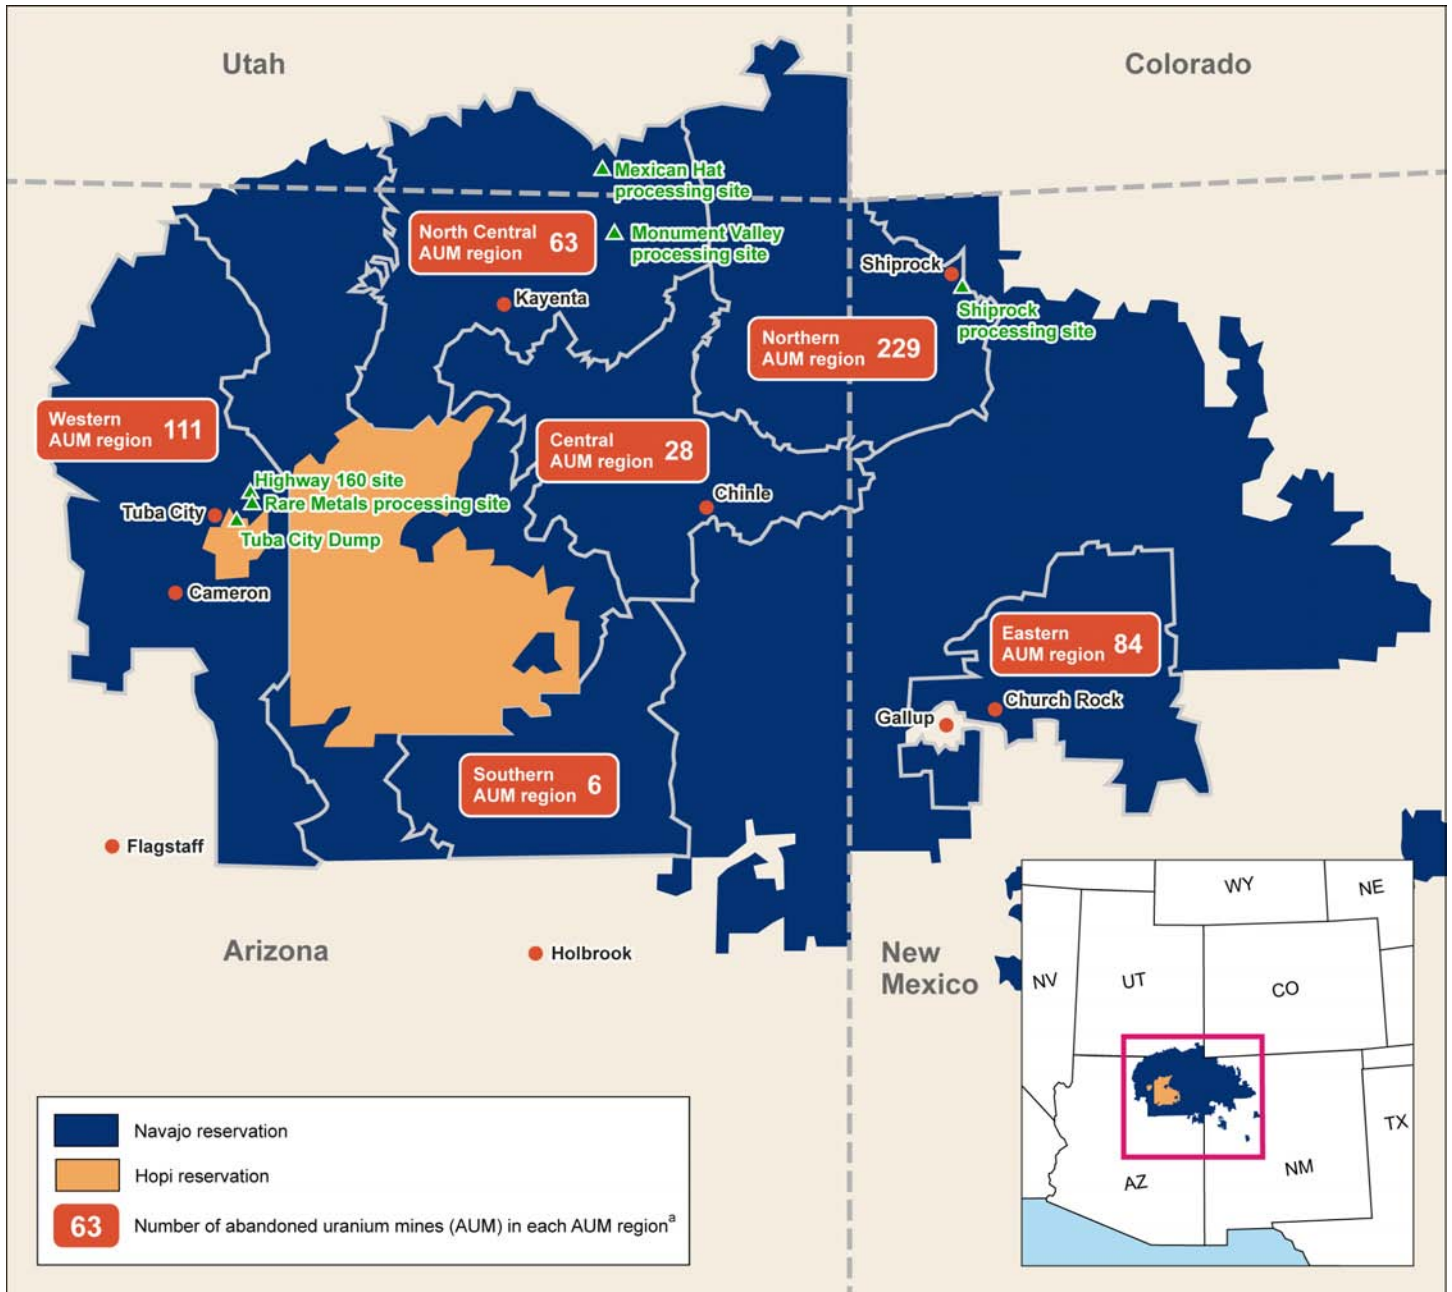 Utah
Colorado
Mexican Hat
processing site
North Central
AUM region 63
Monument Valley
processing site
Shiprock
Kayenta
Shiprock
processing site
Northern
AUM region 229
Western
AUM region 111
Central
AUM region 28
Highway 160 site
Rare Metals processing site
Chinle
Tuba City
Tuba City Dump
Cameron
Eastern
AUM region 84
Church Rock
Gallup
Southern
AUM region 6
Flagstaff
Arizona
Holbrook
New
Mexico
WY
NE
NV
UT
CO
AZ
NM
TX
Navajo reservation
Hopi reservation
63 Number of abandoned uranium mines (AUM) in each AUM regionᵃ